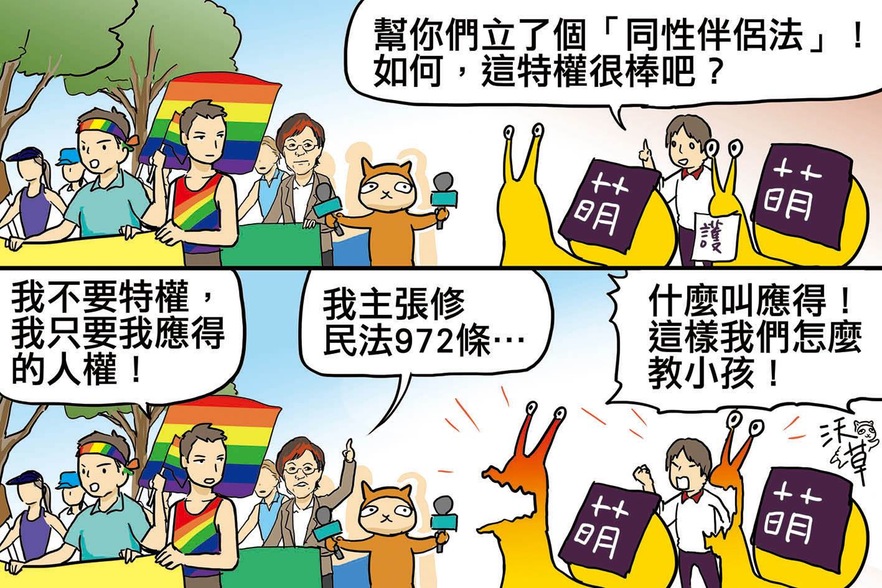 幫你們立了個「同性伴侶法」！
如何，這特權很棒吧？
萌
護
萌
我不要特權，
我只要我應得
的人權！
我主張修
民法972條…
什麼叫應得！
這樣我們怎麼
教小孩！
萌
萌
沃草